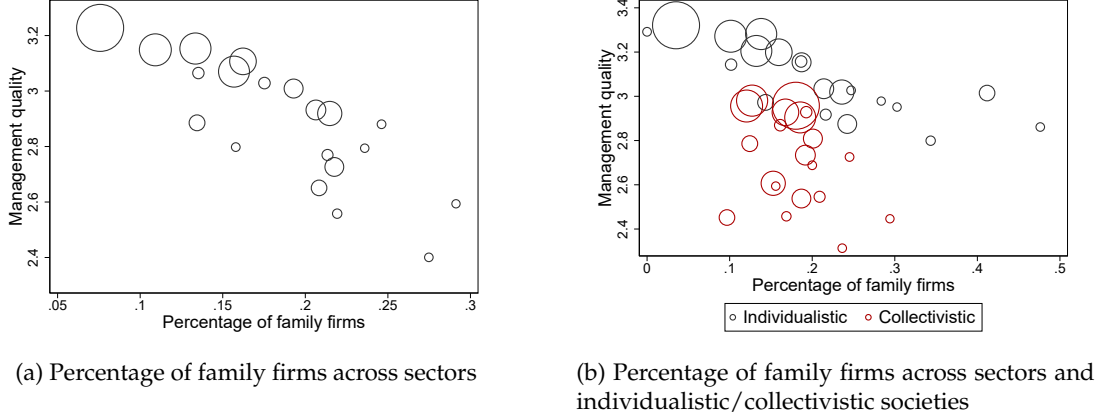 Management quality
3.2
3
2.8
2.6
2.4
.05
.1
.15
.2
.25
.3
Percentage of family firms
(a) Percentage of family firms across sectors
Management quality
3.4
3.2
3
2.8
2.6
2.4
0
.1
.2
.3
.4
.5
Percentage of family firms
Individualistic
Collectivistic
(b) Percentage of family firms across sectors and
individualistic/collectivistic societies